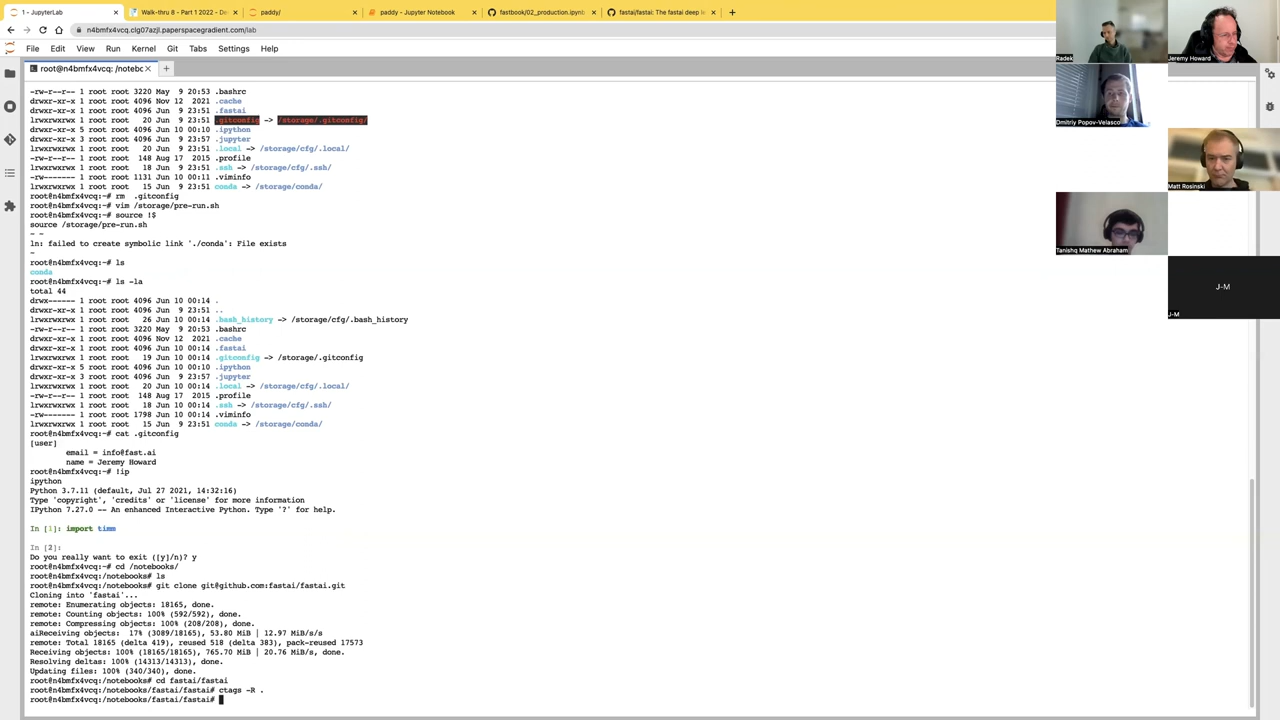 1 - JupyterLab
Walk-thru 8 - Part 1 2022 - De
paddy/
paddy - Jupyter Notebook
fastbook/02_production.ipynb
fastai/fastai: The fastai deep le
n4bmfx4vcq.clg07azjl.paperspacegradient.com/lab
File Edit View Run Kernel Git Tabs Settings Help
root@n4bmfx4vcq: /notebc
-rw-r--r-- 1 root root 3220 May  9 20:53 .bashrc
drwxr-xr-x 1 root root 4096 Nov 12  2021 .cache
drwxr-xr-x 1 root root 4096 Jun  9 23:51 .fastai
lrwxrwxrwx 1 root root   20 Jun  9 23:51 .gitconfig -> /storage/.gitconfig/
drwxr-xr-x 5 root root 4096 Jun 10 00:10 .ipython
drwxr-xr-x 3 root root 4096 Jun  9 23:57 .jupyter
lrwxrwxrwx 1 root root   20 Jun  9 23:51 .local -> /storage/cfg/.local/
-rw-r--r-- 1 root root  148 Aug 17  2015 .profile
lrwxrwxrwx 1 root root   18 Jun  9 23:51 .ssh -> /storage/cfg/.ssh/
-rw------- 1 root root 1131 Jun 10 00:11 .viminfo
lrwxrwxrwx 1 root root   15 Jun  9 23:51 conda -> /storage/conda/
root@n4bmfx4vcq:~# rm  .gitconfig
root@n4bmfx4vcq:~# vim /storage/pre-run.sh
root@n4bmfx4vcq:~# source !$
source /storage/pre-run.sh
~ ~
ln: failed to create symbolic link './conda': File exists
~
root@n4bmfx4vcq:~# ls
conda
root@n4bmfx4vcq:~# ls -la
total 44
drwx------ 1 root root 4096 Jun 10 00:14 .
drwxr-xr-x 1 root root 4096 Jun  9 23:51 ..
lrwxrwxrwx 1 root root   26 Jun 10 00:14 .bash_history -> /storage/cfg/.bash_history
-rw-r--r-- 1 root root 3220 May  9 20:53 .bashrc
drwxr-xr-x 1 root root 4096 Nov 12  2021 .cache
drwxr-xr-x 1 root root 4096 Jun 10 00:14 .fastai
lrwxrwxrwx 1 root root   19 Jun 10 00:14 .gitconfig -> /storage/.gitconfig
drwxr-xr-x 5 root root 4096 Jun 10 00:10 .ipython
drwxr-xr-x 3 root root 4096 Jun  9 23:57 .jupyter
lrwxrwxrwx 1 root root   20 Jun 10 00:14 .local -> /storage/cfg/.local/
-rw-r--r-- 1 root root  148 Aug 17  2015 .profile
lrwxrwxrwx 1 root root   18 Jun 10 00:14 .ssh -> /storage/cfg/.ssh/
-rw------- 1 root root 1798 Jun 10 00:14 .viminfo
lrwxrwxrwx 1 root root   15 Jun  9 23:51 conda -> /storage/conda/
root@n4bmfx4vcq:~# cat .gitconfig
[user]
        email = info@fast.ai
        name = Jeremy Howard
root@n4bmfx4vcq:~# !ip
ipython
Python 3.7.11 (default, Jul 27 2021, 14:32:16)
Type 'copyright', 'credits' or 'license' for more information
IPython 7.27.0 -- An enhanced Interactive Python. Type '?' for help.
In [1]: import timm
In [2]:
Do you really want to exit ([y]/n)? y
root@n4bmfx4vcq:~# cd /notebooks/
root@n4bmfx4vcq:/notebooks# ls
root@n4bmfx4vcq:/notebooks# git clone git@github.com:fastai/fastai.git
Cloning into 'fastai'...
remote: Enumerating objects: 18165, done.
remote: Counting objects: 100% (592/592), done.
remote: Compressing objects: 100% (208/208), done.
aiReceiving objects:  17% (3089/18165), 53.80 MiB | 12.97 MiB/s/s
remote: Total 18165 (delta 419), reused 518 (delta 383), pack-reused 17573
Receiving objects: 100% (18165/18165), 765.70 MiB | 20.76 MiB/s, done.
Resolving deltas: 100% (14313/14313), done.
Updating files: 100% (340/340), done.
root@n4bmfx4vcq:/notebooks# cd fastai/fastai
root@n4bmfx4vcq:/notebooks/fastai/fastai# ctags -R .
root@n4bmfx4vcq:/notebooks/fastai/fastai#
Radek
Jeremy Howard
Dmitriy Popov-Velasco
Matt Rosinski
Tanishq Mathew Abraham
J-M
J-M